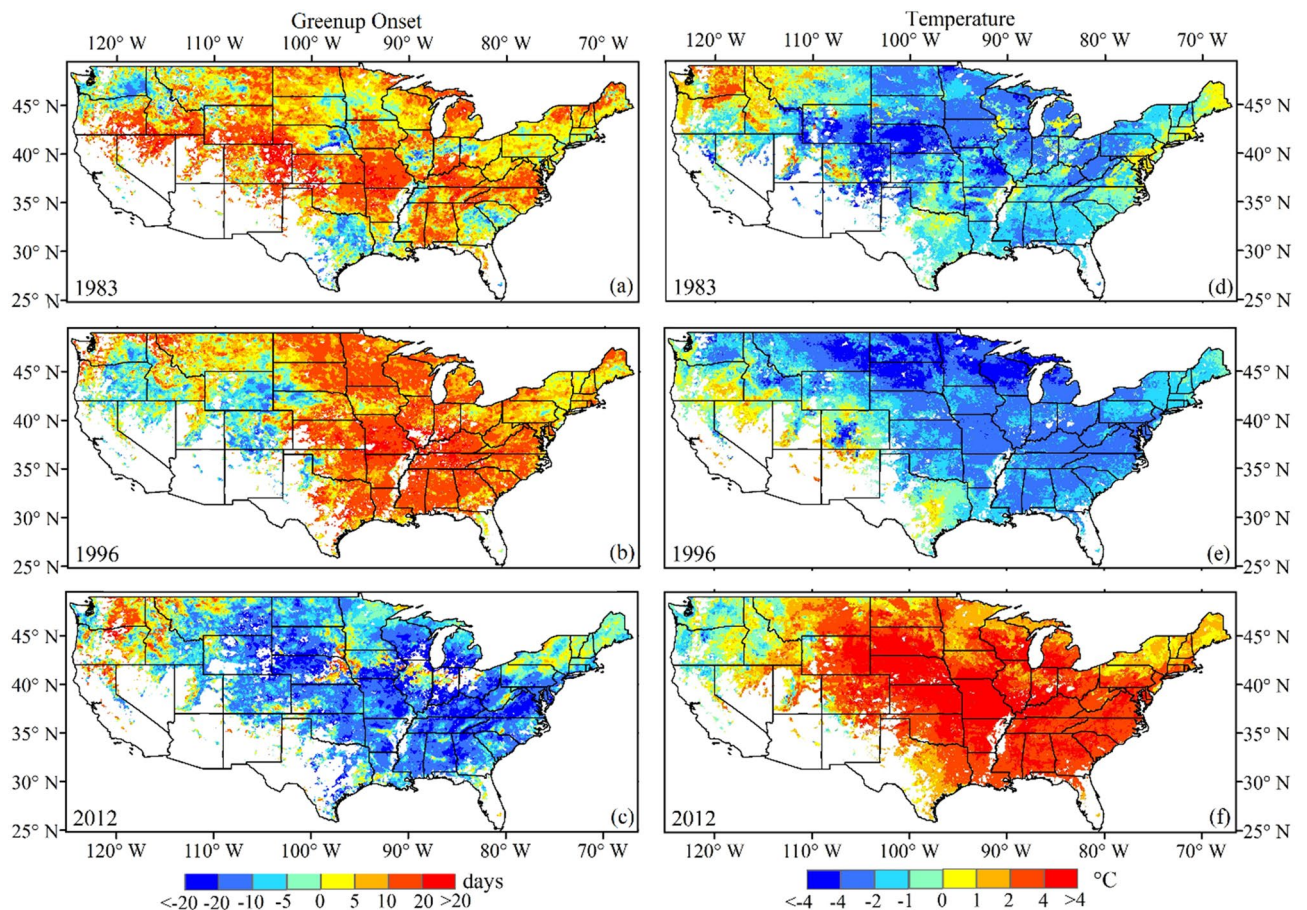 Greenup Onset
Temperature
120° W 110° W 100° W 90° W 80° W 70° W
120° W 110° W 100° W 90° W 80° W 70° W
45° N
40° N
35° N
30° N
25° N
1983
(a)
1983
(d)
45° N
40° N
35° N
30° N
25° N
45° N
40° N
35° N
30° N
25° N
1996
(b)
1996
(e)
45° N
40° N
35° N
30° N
25° N
45° N
40° N
35° N
30° N
25° N
2012
(c)
2012
(f)
45° N
40° N
35° N
30° N
25° N
120° W 110° W 100° W 90° W 80° W 70° W
120° W 110° W 100° W 90° W 80° W 70° W
days
<-20 -20 -10 -5 0 5 10 20 >20
°C
<-4 -4 -2 -1 0 1 2 4 >4